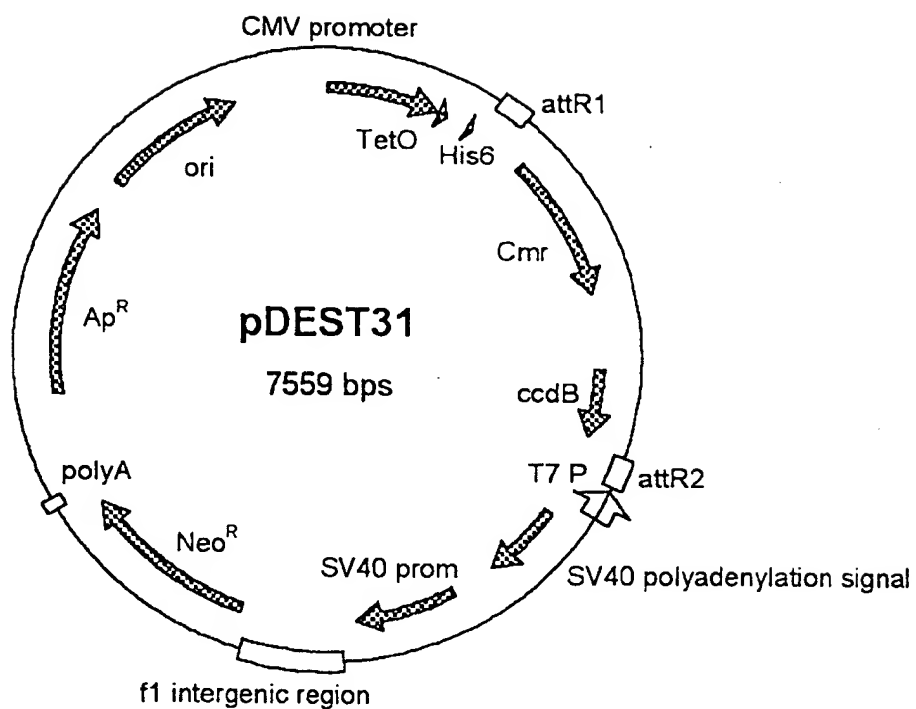 CMV promoter
attR1
TetO
His6
ori
Cmr
ApR
pDEST31
7559 bps
ccdB
polyA
T7 P
attR2
NeoR
SV40 prom
SV40 polyadenylation signal
f1 intergenic region